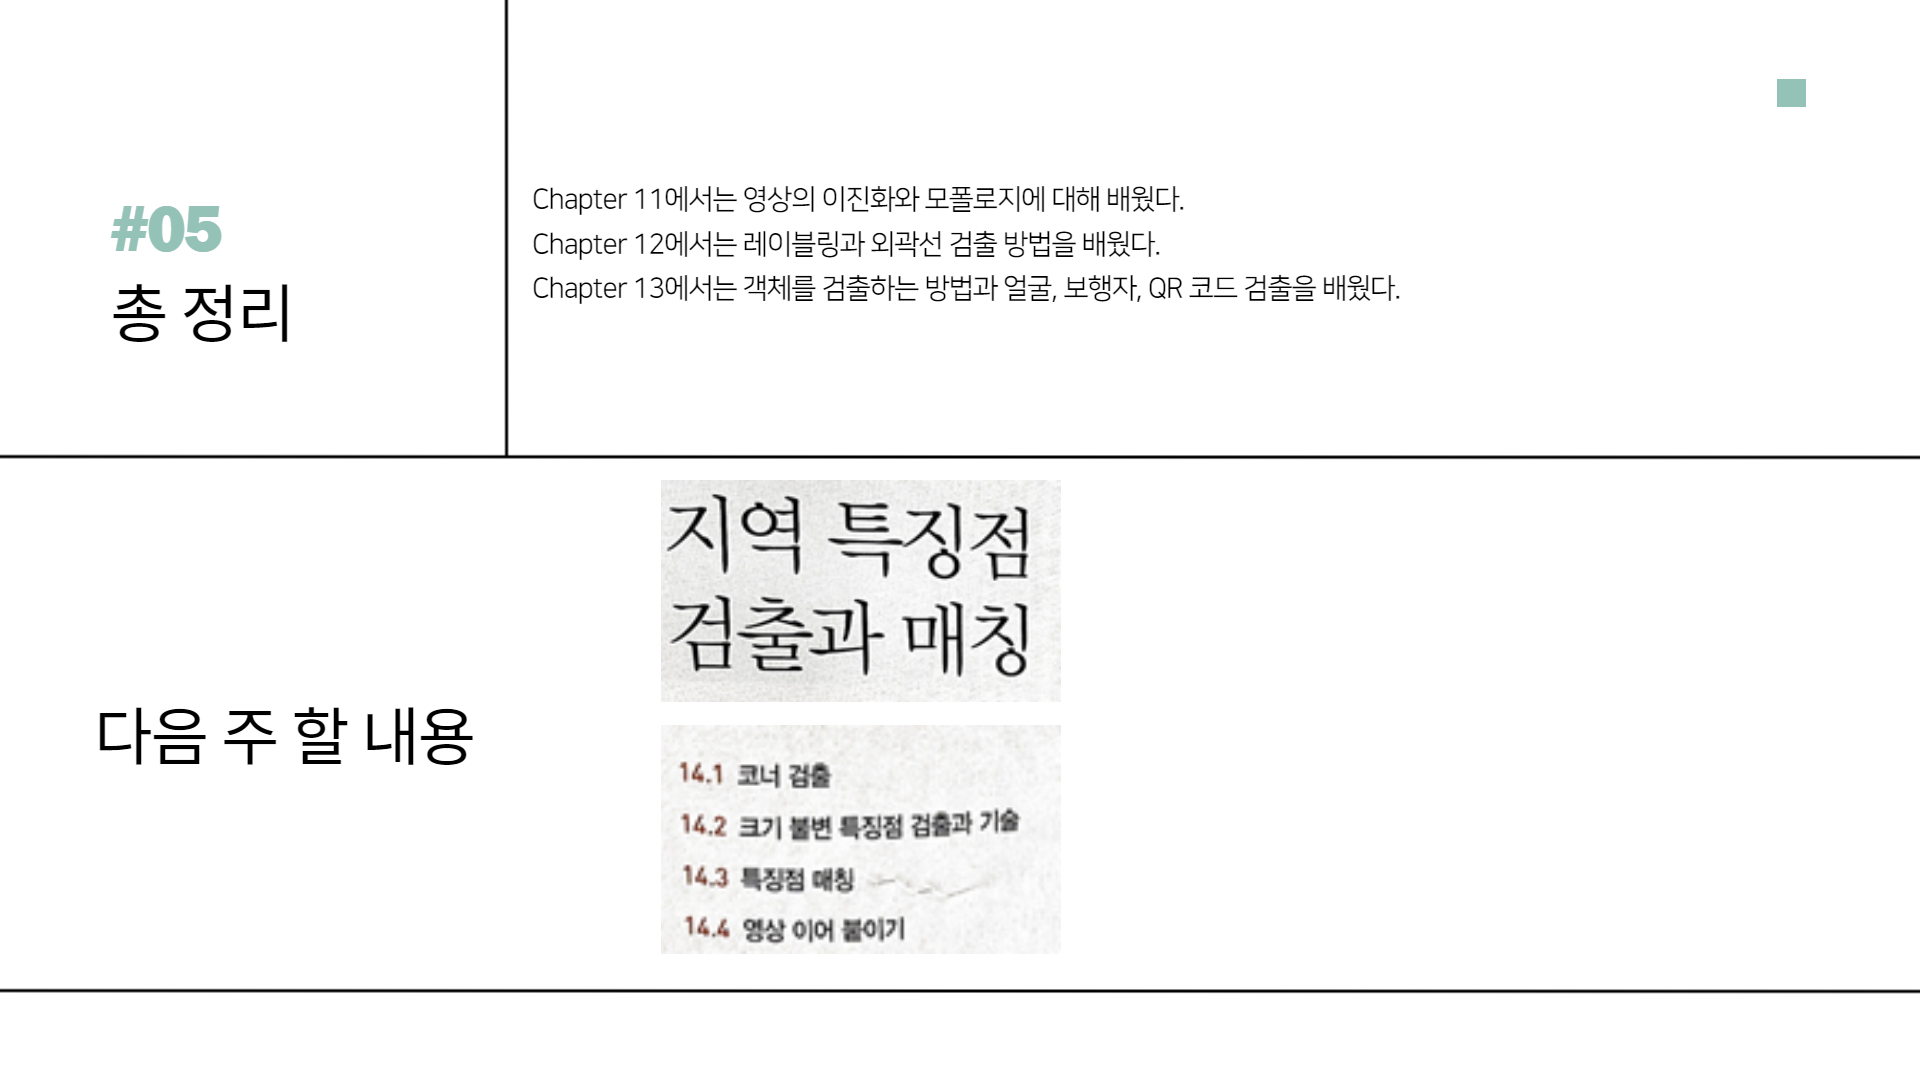 #05
총 정리
Chapter 11에서는 영상의 이진화와 모폴로지에 대해 배웠다.
Chapter 12에서는 레이블링과 외곽선 검출 방법을 배웠다.
Chapter 13에서는 객체를 검출하는 방법과 얼굴, 보행자, QR 코드 검출을 배웠다.
다음 주 할 내용
지역 특징점
검출과 매칭
14.1 코너 검출
14.2 크기 불변 특징점 검출과 기술
14.3 특징점 매칭
14.4 영상 이어 붙이기